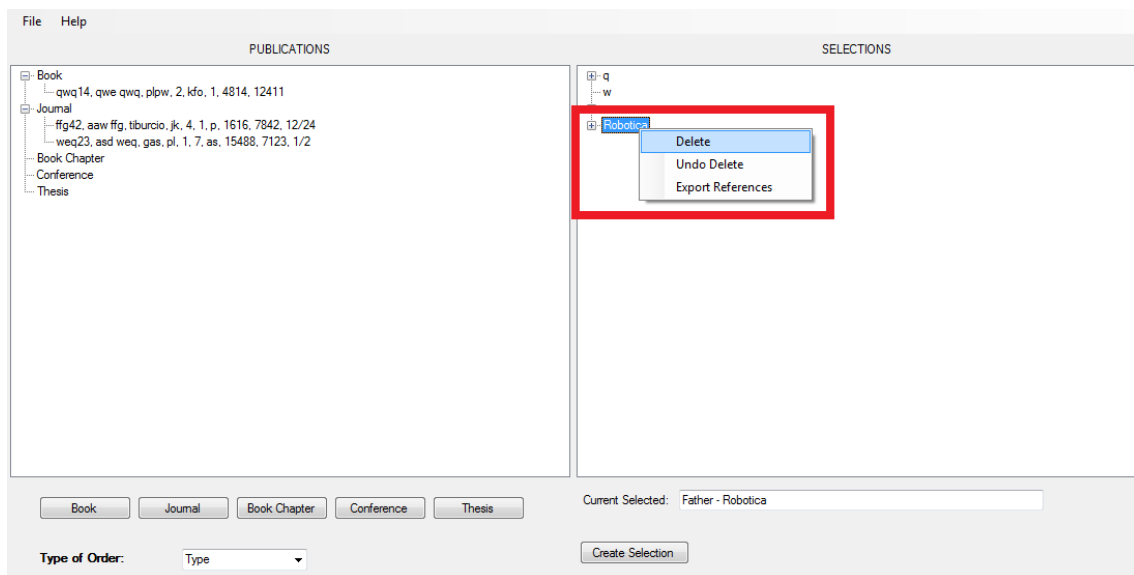 File Help
PUBLICATIONS
SELECTIONS
Book
qwq14, qwe qwq, plpw, 2, kfo, 1, 4814, 12411
Journal
ffg42, aaw ffg, tiburcio, jk, 4, 1, p, 1616, 7842, 12/24
weq23, asd weq, gas, pl, 1, 7, as, 15488, 7123, 1/2
Book Chapter
Conference
Thesis
q
w
Robotica
Delete
Undo Delete
Export References
Book Journal Book Chapter Conference Thesis
Current Selected: Father - Robotica
Type of Order: Type
Create Selection